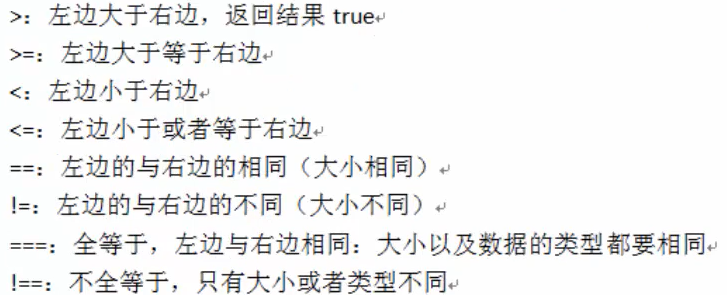 >：左边大于右边，返回结果 true
>=：左边大于等于右边
<：左边小于右边
<=：左边小于或者等于右边
==：左边的与右边的相同（大小相同）
!=：左边的与右边的不同（大小不同）
===：全等于，左边与右边相同：大小以及数据的类型都要相同
!==：不全等于，只有大小或者类型不同